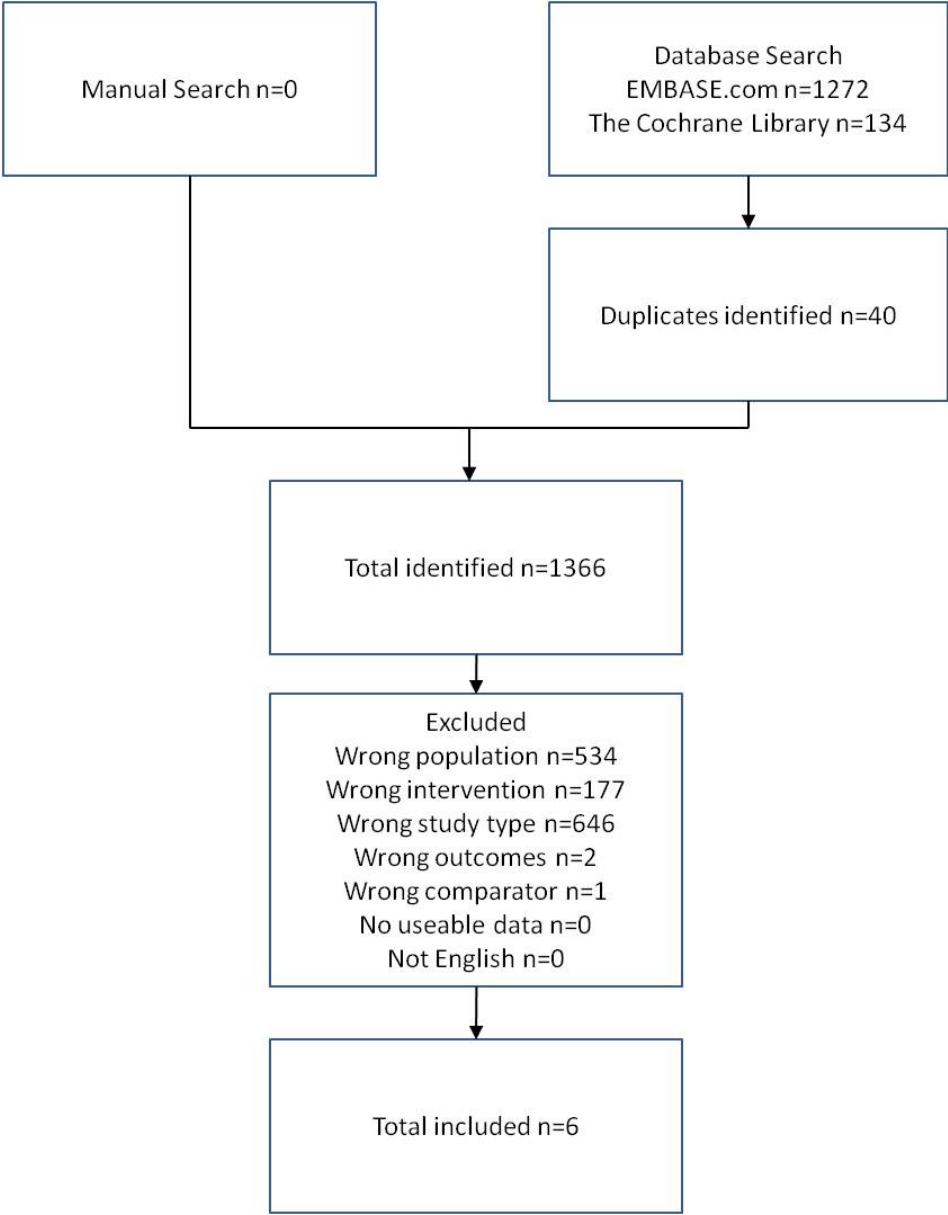 Manual Search n=0
Database Search
EMBASE.com n=1272
The Cochrane Library n=134
Duplicates identified n=40
Total identified n=1366
Excluded
Wrong population n=534
Wrong intervention n=177
Wrong study type n=646
Wrong outcomes n=2
Wrong comparator n=1
No useable data n=0
Not English n=0
Total included n=6